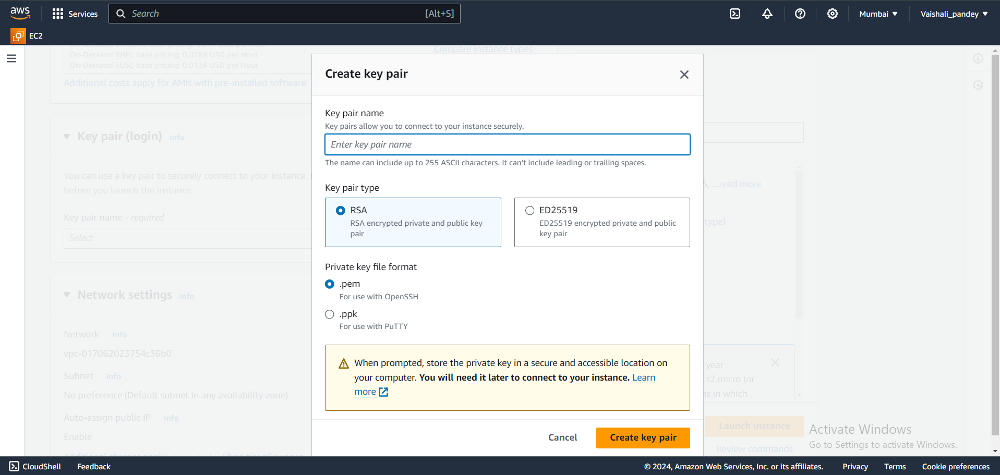 aws
Services
Search
[Alt+S]
Mumbai
Vaishali_pandey
EC2
On-Demand RHEL base pricing: 0.0268 USD per Hour
On-Demand SUSE base pricing: 0.0124 USD per Hour
Additional costs apply for AMIs with pre-installed software
Compare instance types
Key pair (login) Info
You can use a key pair to securely connect to your instance.
before you launch the instance.
Key pair name - required
Select
Network settings Info
Network Info
vpc-017062023754c36b0
Subnet Info
No preference (Default subnet in any availability zone)
Auto-assign public IP Info
Enable
Additional charges apply
free tier allowance
Create key pair
Key pair name
Key pairs allow you to connect to your instance securely.
Enter key pair name
The name can include up to 255 ASCII characters. It can't include leading or trailing spaces.
Key pair type
RSA
RSA encrypted private and public key
pair
ED25519
ED25519 encrypted private and public
key pair
Private key file format
.pem
For use with OpenSSH
.ppk
For use with PuTTY
When prompted, store the private key in a secure and accessible location on
your computer. You will need it later to connect to your instance. Learn
more
Cancel
Create key pair
S, ...read more
type)
year
t2.micro (or
ns in which
Launch instance
Review commands
Activate Windows
Go to Settings to activate Windows.
CloudShell
Feedback
© 2024, Amazon Web Services, Inc. or its affiliates.
Privacy
Terms
Cookie preferences